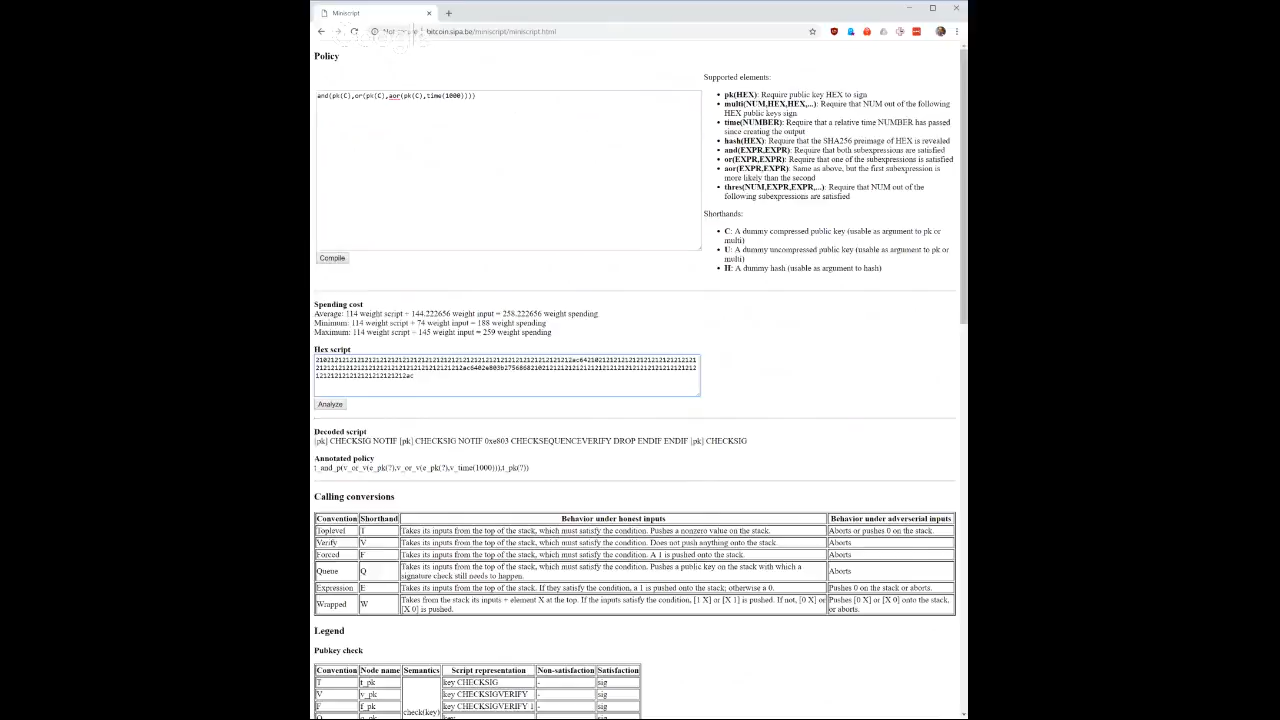 Miniscript
bitcoin.sipa.be/miniscript/miniscript.html
Policy
and(pk(C),or(pk(C),aor(pk(C),time(1000))))
Compile
Supported elements:
pk(HEX): Require public key HEX to sign
multi(NUM,HEX,HEX,...): Require that NUM out of the following
HEX public keys sign
time(NUMBER): Require that a relative time NUMBER has passed
since creating the output
hash(HEX): Require that the SHA256 preimage of HEX is revealed
and(EXPR,EXPR): Require that both subexpressions are satisfied
or(EXPR,EXPR): Require that one of the subexpressions is satisfied
aor(EXPR,EXPR): Same as above, but the first subexpression is
more likely than the second
thres(NUM,EXPR,EXPR,...): Require that NUM out of the
following subexpressions are satisfied
Shorthands:
C: A dummy compressed public key (usable as argument to pk or
multi)
U: A dummy uncompressed public key (usable as argument to pk or
multi)
H: A dummy hash (usable as argument to hash)
Spending cost
Average: 114 weight script + 144.222656 weight input = 258.222656 weight spending
Minimum: 114 weight script + 74 weight input = 188 weight spending
Maximum: 114 weight script + 145 weight input = 259 weight spending
Hex script
Analyze
Decoded script
[pk] CHECKSIG NOTIF [pk] CHECKSIG NOTIF 0xe803 CHECKSEQUENCEVERIFY DROP ENDIF ENDIF [pk] CHECKSIG
Annotated policy
t_and_p(v_or_v(e_pk(?),v_or_v(e_pk(?),v_time(1000))),t_pk(?))
Calling conversions
Convention Shorthand Behavior under honest inputs Behavior under adverserial inputs
Toplevel T Takes its inputs from the top of the stack, which must satisfy the condition. Pushes a nonzero value on the stack. Aborts or pushes 0 on the stack.
Verify V Takes its inputs from the top of the stack, which must satisfy the condition. Does not push anything onto the stack. Aborts
Forced F Takes its inputs from the top of the stack, which must satisfy the condition. A 1 is pushed onto the stack. Aborts
Queue Q Takes its inputs from the top of the stack, which must satisfy the condition. Pushes a public key on the stack with which a
signature check still needs to happen. Aborts
Expression E Takes its inputs from the top of the stack. If they satisfy the condition, a 1 is pushed onto the stack; otherwise a 0. Pushes 0 on the stack or aborts.
Wrapped W Takes from the stack its inputs + element X at the top. If the inputs satisfy the condition, [1 X] or [X 1] is pushed. If not, [0 X] or
[X 0] is pushed. Pushes [0 X] or [X 0] onto the stack,
or aborts.
Legend
Pubkey check
Convention Node name Semantics Script representation Non-satisfaction Satisfaction
T t_pk key CHECKSIG - sig
V v_pk key CHECKSIGVERIFY - sig
F f_pk key CHECKSIGVERIFY 1 - sig
check(key)